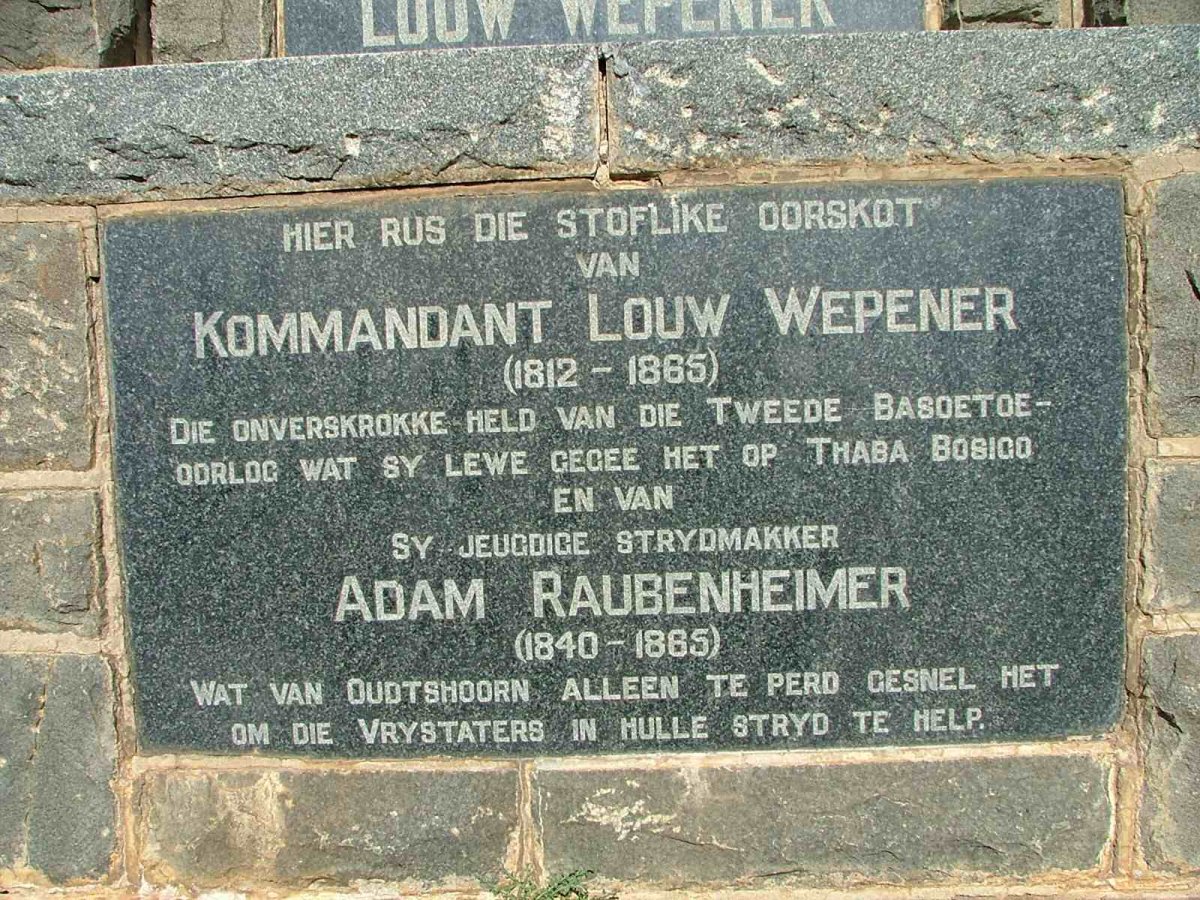 LOUW WEPENER
HIER RUS DIE STOFLIKE OORSKOT
VAN
KOMMANDANT LOUW WEPENER
(1812 - 1865)
DIE ONVERSKROKKE HELD VAN DIE TWEEDE BASOETOE-
OORLOG WAT SY LEWE GEGEE HET OP THABA BOSIGO
EN VAN
SY JEUGDIGE STRYDMAKKER
ADAM RAUBENHEIMER
(1840 - 1865)
WAT VAN OUDTSHOORN ALLEEN TE PERD GESNEL HET
OM DIE VRYSTATERS IN HULLE STRYD TE HELP.